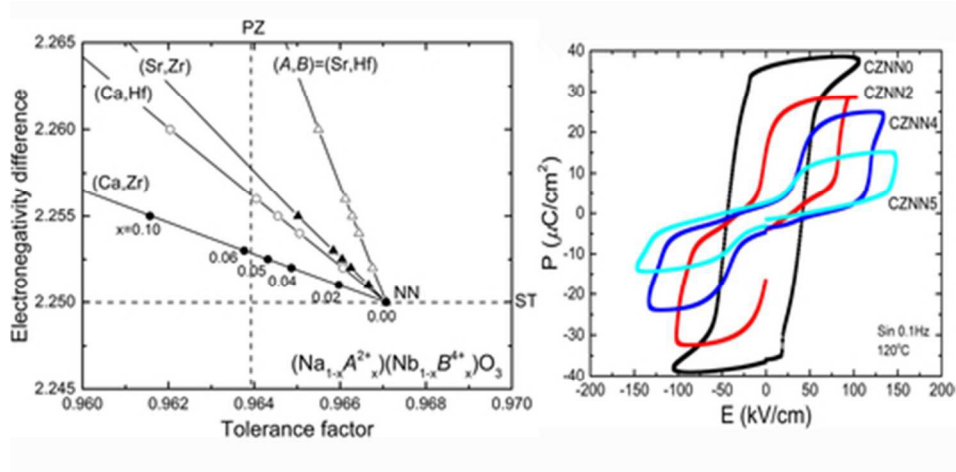 PZ
2.265
2.260
2.255
2.250
2.245
Electronegativity difference
(Sr,Zr)
(A,B)=(Sr,Hf)
(Ca,Hf)
(Ca,Zr)
x=0.10
0.06
0.05
0.04
0.02
NN
0.00
ST
(Na1-xA2+x)(Nb1-xB4+x)O3
0.960 0.962 0.964 0.966 0.968 0.970
Tolerance factor
40
30
20
10
0
-10
-20
-30
-40
P (μC/cm2)
CZNN0
CZNN2
CZNN4
CZNN5
Sin 0.1Hz
120oC
-200 -150 -100 -50 0 50 100 150 200
E (kV/cm)